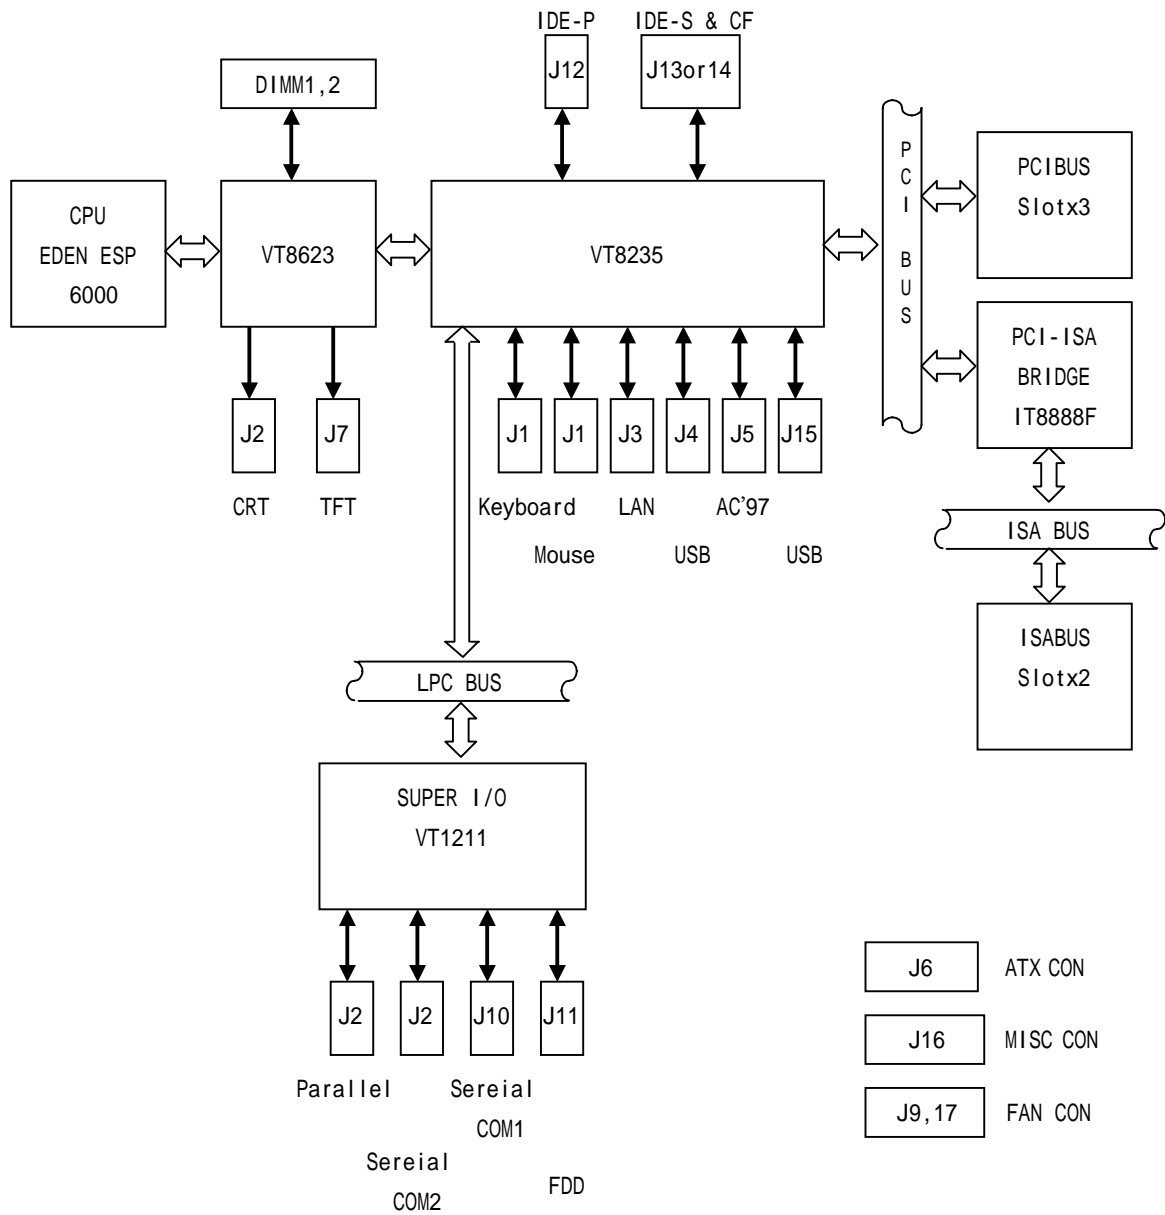 IDE-P
IDE-S & CF
J12
J13or14
DIMM1,2
CPU
EDEN ESP
6000
VT8623
VT8235
PCI BUS
PCIBUS
Slotx3
PCI-ISA
BRIDGE
IT8888F
J2
J7
J1
J1
J3
J4
J5
J15
CRT
TFT
Keyboard
LAN
AC'97
Mouse
USB
USB
ISA BUS
ISABUS
Slotx2
LPC BUS
SUPER I/O
VT1211
J2
J2
J10
J11
Parallel
Sereial
COM1
Sereial
COM2
FDD
J6
ATX CON
J16
MISC CON
J9,17
FAN CON